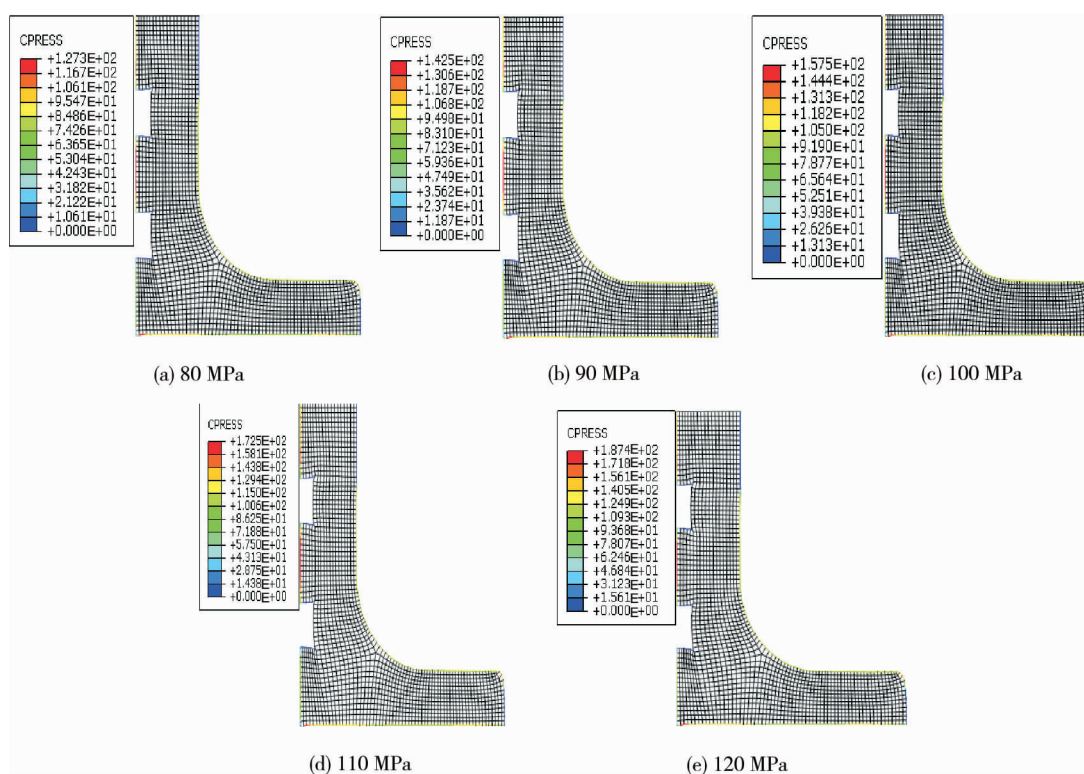 CPRESS
+1.273E+02
+1.167E+02
+1.061E+02
+9.547E+01
+8.486E+01
+7.426E+01
+6.365E+01
+5.304E+01
+4.243E+01
+3.182E+01
+2.122E+01
+1.061E+01
+0.000E+00
(a) 80 MPa
CPRESS
+1.425E+02
+1.306E+02
+1.187E+02
+1.068E+02
+9.498E+01
+8.310E+01
+7.123E+01
+5.936E+01
+4.749E+01
+3.562E+01
+2.374E+01
+1.187E+01
+0.000E+00
(b) 90 MPa
CPRESS
+1.575E+02
+1.444E+02
+1.313E+02
+1.182E+02
+1.050E+02
+9.190E+01
+7.877E+01
+6.564E+01
+5.251E+01
+3.938E+01
+2.626E+01
+1.313E+01
+0.000E+00
(c) 100 MPa
CPRESS
+1.725E+02
+1.581E+02
+1.438E+02
+1.294E+02
+1.150E+02
+1.006E+02
+8.625E+01
+7.188E+01
+5.750E+01
+4.313E+01
+2.875E+01
+1.438E+01
+0.000E+00
(d) 110 MPa
CPRESS
+1.874E+02
+1.718E+02
+1.561E+02
+1.405E+02
+1.249E+02
+1.093E+02
+9.368E+01
+7.807E+01
+6.246E+01
+4.684E+01
+3.123E+01
+1.561E+01
+0.000E+00
(e) 120 MPa